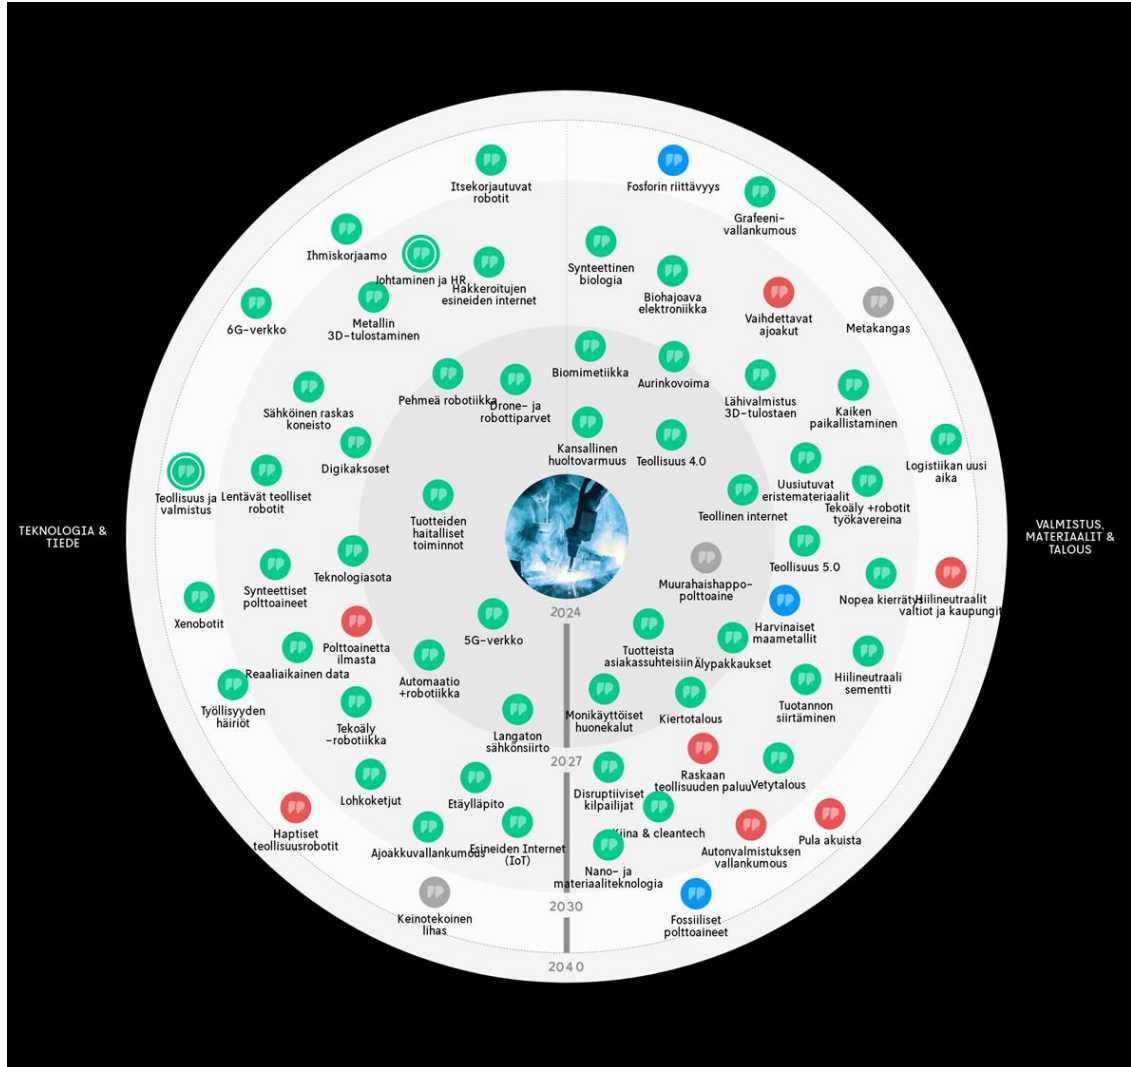 Itsekorjautuvat
robotit
Fosforin riittävyys
Grafeeni-
vallankumous
Ihmiskorjaamo
Johtaminen ja HR
Hakkeroitujen
esineiden internet
Synteettinen
biologia
Biohajoava
elektroniikka
6G-verkko
Metallin
3D-tulostaminen
Vaihdettavat
ajoakut
Metakangas
Biomimetiikka
Aurinkovoima
Pehmeä robotiikka
Drone- ja
robottiparvet
Lähivalmistus
3D-tulostaen
Kaiken
paikallistaminen
Sähköinen raskas
koneisto
Digikaksoset
Kansallinen
huoltovarmuus
Teollisuus 4.0
Logistiikan uusi
aika
Teollisuus ja
valmistus
Lentävät teolliset
robotit
Uusiutuvat
eristemateriaalit
Tekoäly +robotit
työkavereina
Tuotteiden
haitalliset
toiminnot
Teollinen internet
TEKNOLOGIA &
TIEDE
VALMISTUS,
MATERIAALIT &
TALOUS
Teknologiasota
Synteettiset
polttoaineet
Muurahaishappo-
polttoaine
Teollisuus 5.0
Nopea kierrätys
Hiilineutraalit
valtiot ja kaupungit
2024
Xenobotit
Polttoainetta
ilmasta
5G-verkko
Harvinaiset
maametallit
Tuotteista
asiakassuhteisiin
Älypakkaukset
Reaaliaikainen data
Automaatio
+robotiikka
Hiilineutraali
sementti
Työllisyyden
häiriöt
Tekoäly
-robotiikka
Langaton
sähkönsiirto
Monikäyttöiset
huonekalut
Kiertotalous
Tuotannon
siirtäminen
2027
Raskaan
teollisuuden paluu
Vetytalous
Lohkoketjut
Etäylläpito
Disruptiiviset
kilpailijat
Haptiset
teollisuusrobotit
Kiina & cleantech
Autonvalmistuksen
vallankumous
Pula akuista
Ajoakkuvallankumous
Esineiden Internet
(IoT)
Nano- ja
materiaaliteknologia
2030
Keinotekoinen
lihas
Fossiiliset
polttoaineet
2040